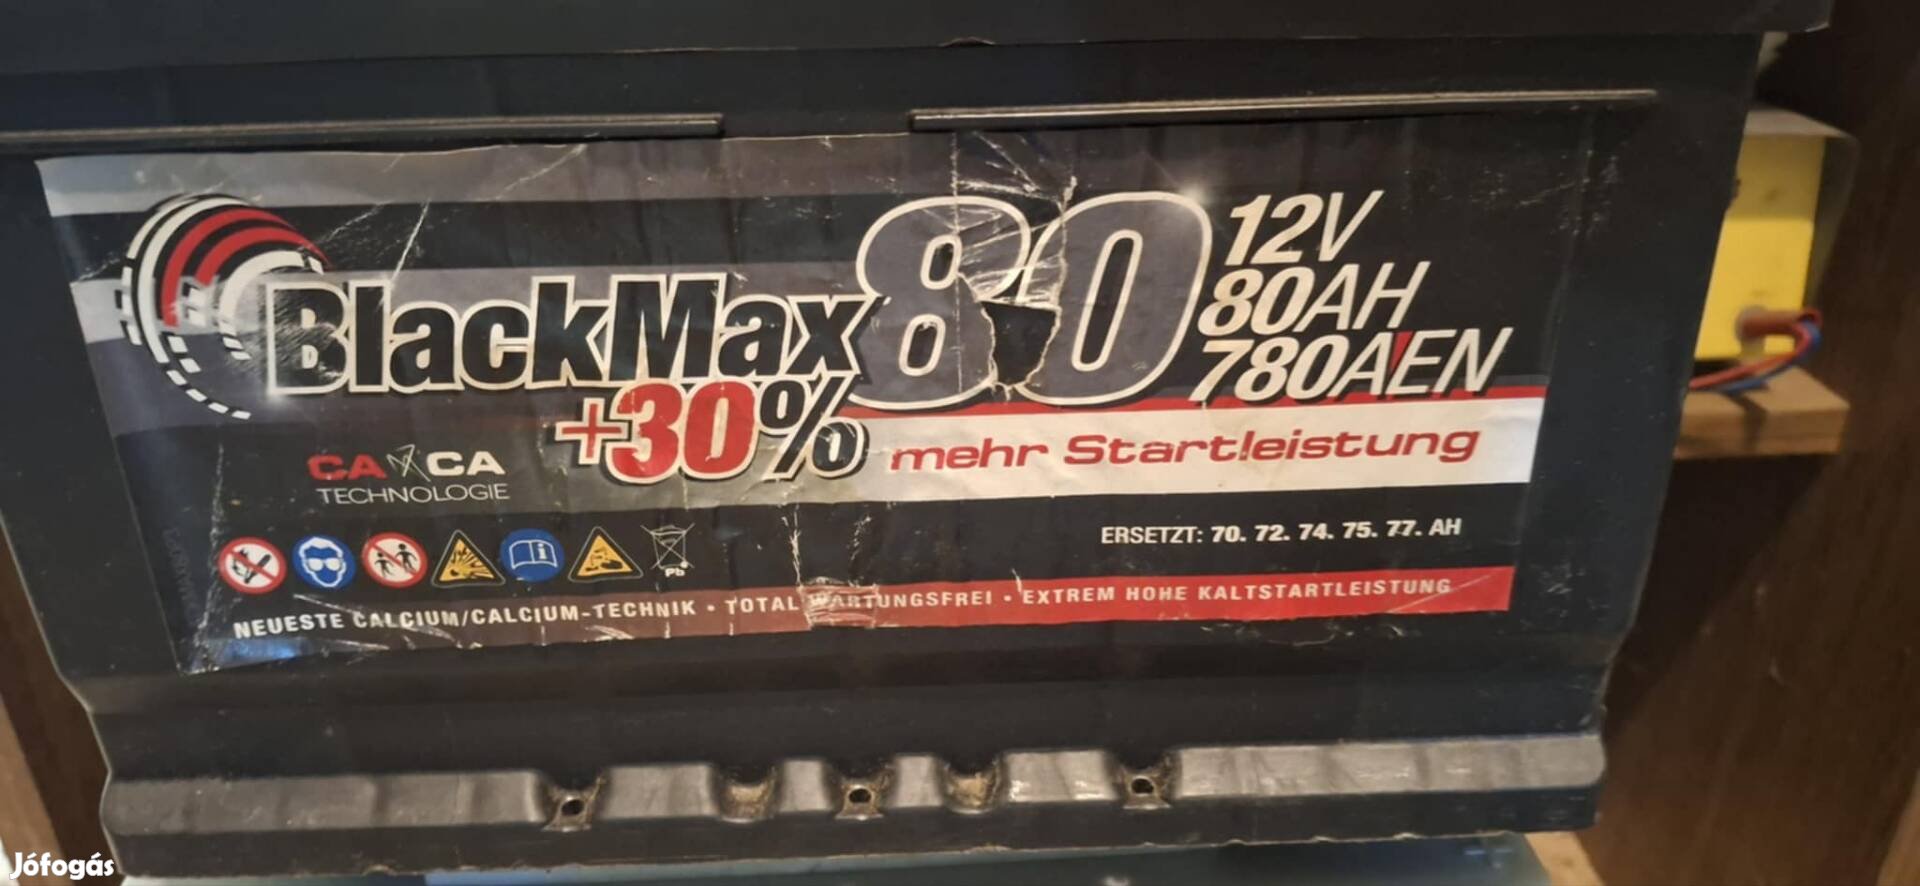 BlackMax 80
12V
80AH
780A/EN
+30% mehr Startleistung
CA CA
TECHNOLOGIE
ERSETZT: 70. 72. 74. 75. 77. AH
Pb
NEUESTE CALCIUM/CALCIUM-TECHNIK • TOTAL WARTUNGSFREI • EXTREM HOHE KALTSTARTLEISTUNG
Jófogás